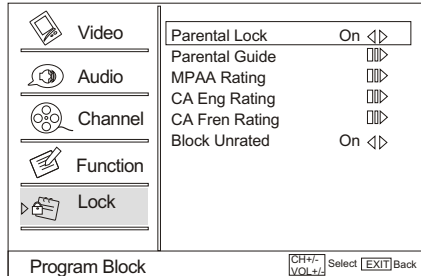 Video
Audio
Channel
Function
Lock
Parental Lock On
Parental Guide
MPAA Rating
CA Eng Rating
CA Fren Rating
Block Unrated On
Program Block
CH+/- VOL+/- Select EXIT Back